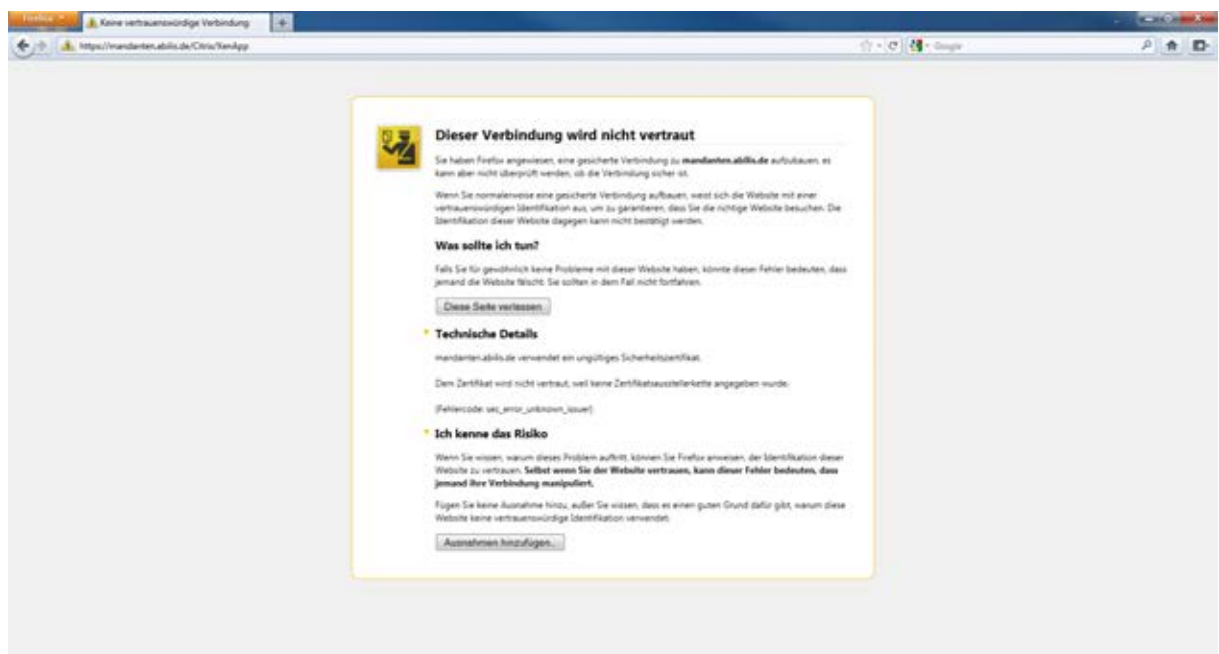 Firefox
Keine vertrauenswürdige Verbindung
https://mandanten.abilis.de/Citrix/XenApp
Google
Dieser Verbindung wird nicht vertraut
Sie haben Firefox angewiesen, eine gesicherte Verbindung zu mandanten.abilis.de aufzubauen, es
kann aber nicht überprüft werden, ob die Verbindung sicher ist.
Wenn Sie normalerweise eine gesicherte Verbindung aufbauen, weist sich die Website mit einer
vertrauenswürdigen Identifikation aus, um zu garantieren, dass Sie die richtige Website besuchen. Die
Identifikation dieser Website dagegen kann nicht bestätigt werden.
Was sollte ich tun?
Falls Sie für gewöhnlich keine Probleme mit dieser Website haben, könnte dieser Fehler bedeuten, dass
jemand die Website fälscht. Sie sollten in dem Fall nicht fortfahren.
Diese Seite verlassen
Technische Details
mandanten.abilis.de verwendet ein ungültiges Sicherheitszertifikat.
Dem Zertifikat wird nicht vertraut, weil keine Zertifikatsausstellerkette angegeben wurde.
(Fehlercode: sec_error_unknown_issuer)
Ich kenne das Risiko
Wenn Sie wissen, warum dieses Problem auftritt, können Sie Firefox anweisen, der Identifikation dieser
Website zu vertrauen. Selbst wenn Sie der Website vertrauen, kann dieser Fehler bedeuten, dass
jemand ihre Verbindung manipuliert.
Fügen Sie keine Ausnahme hinzu, außer Sie wissen, dass es einen guten Grund dafür gibt, warum diese
Website keine vertrauenswürdige Identifikation verwendet.
Ausnahmen hinzufügen...